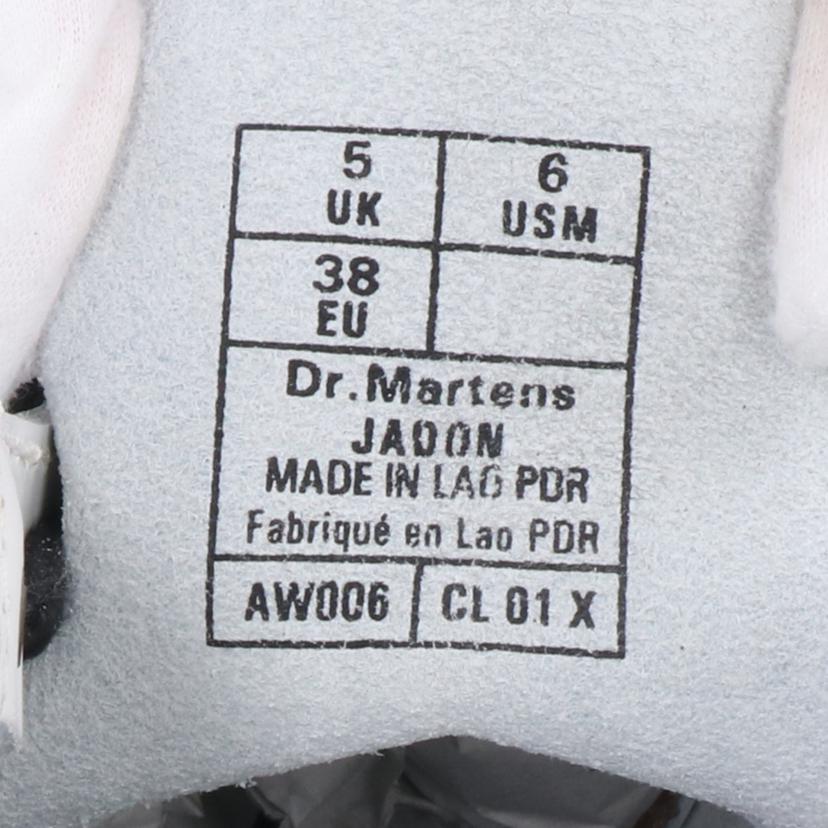 5
UK
6
USM
38
EU
Dr.Martens
JADON
MADE IN LAO PDR
Fabriqué en Lao PDR
AW006
CL 01 X